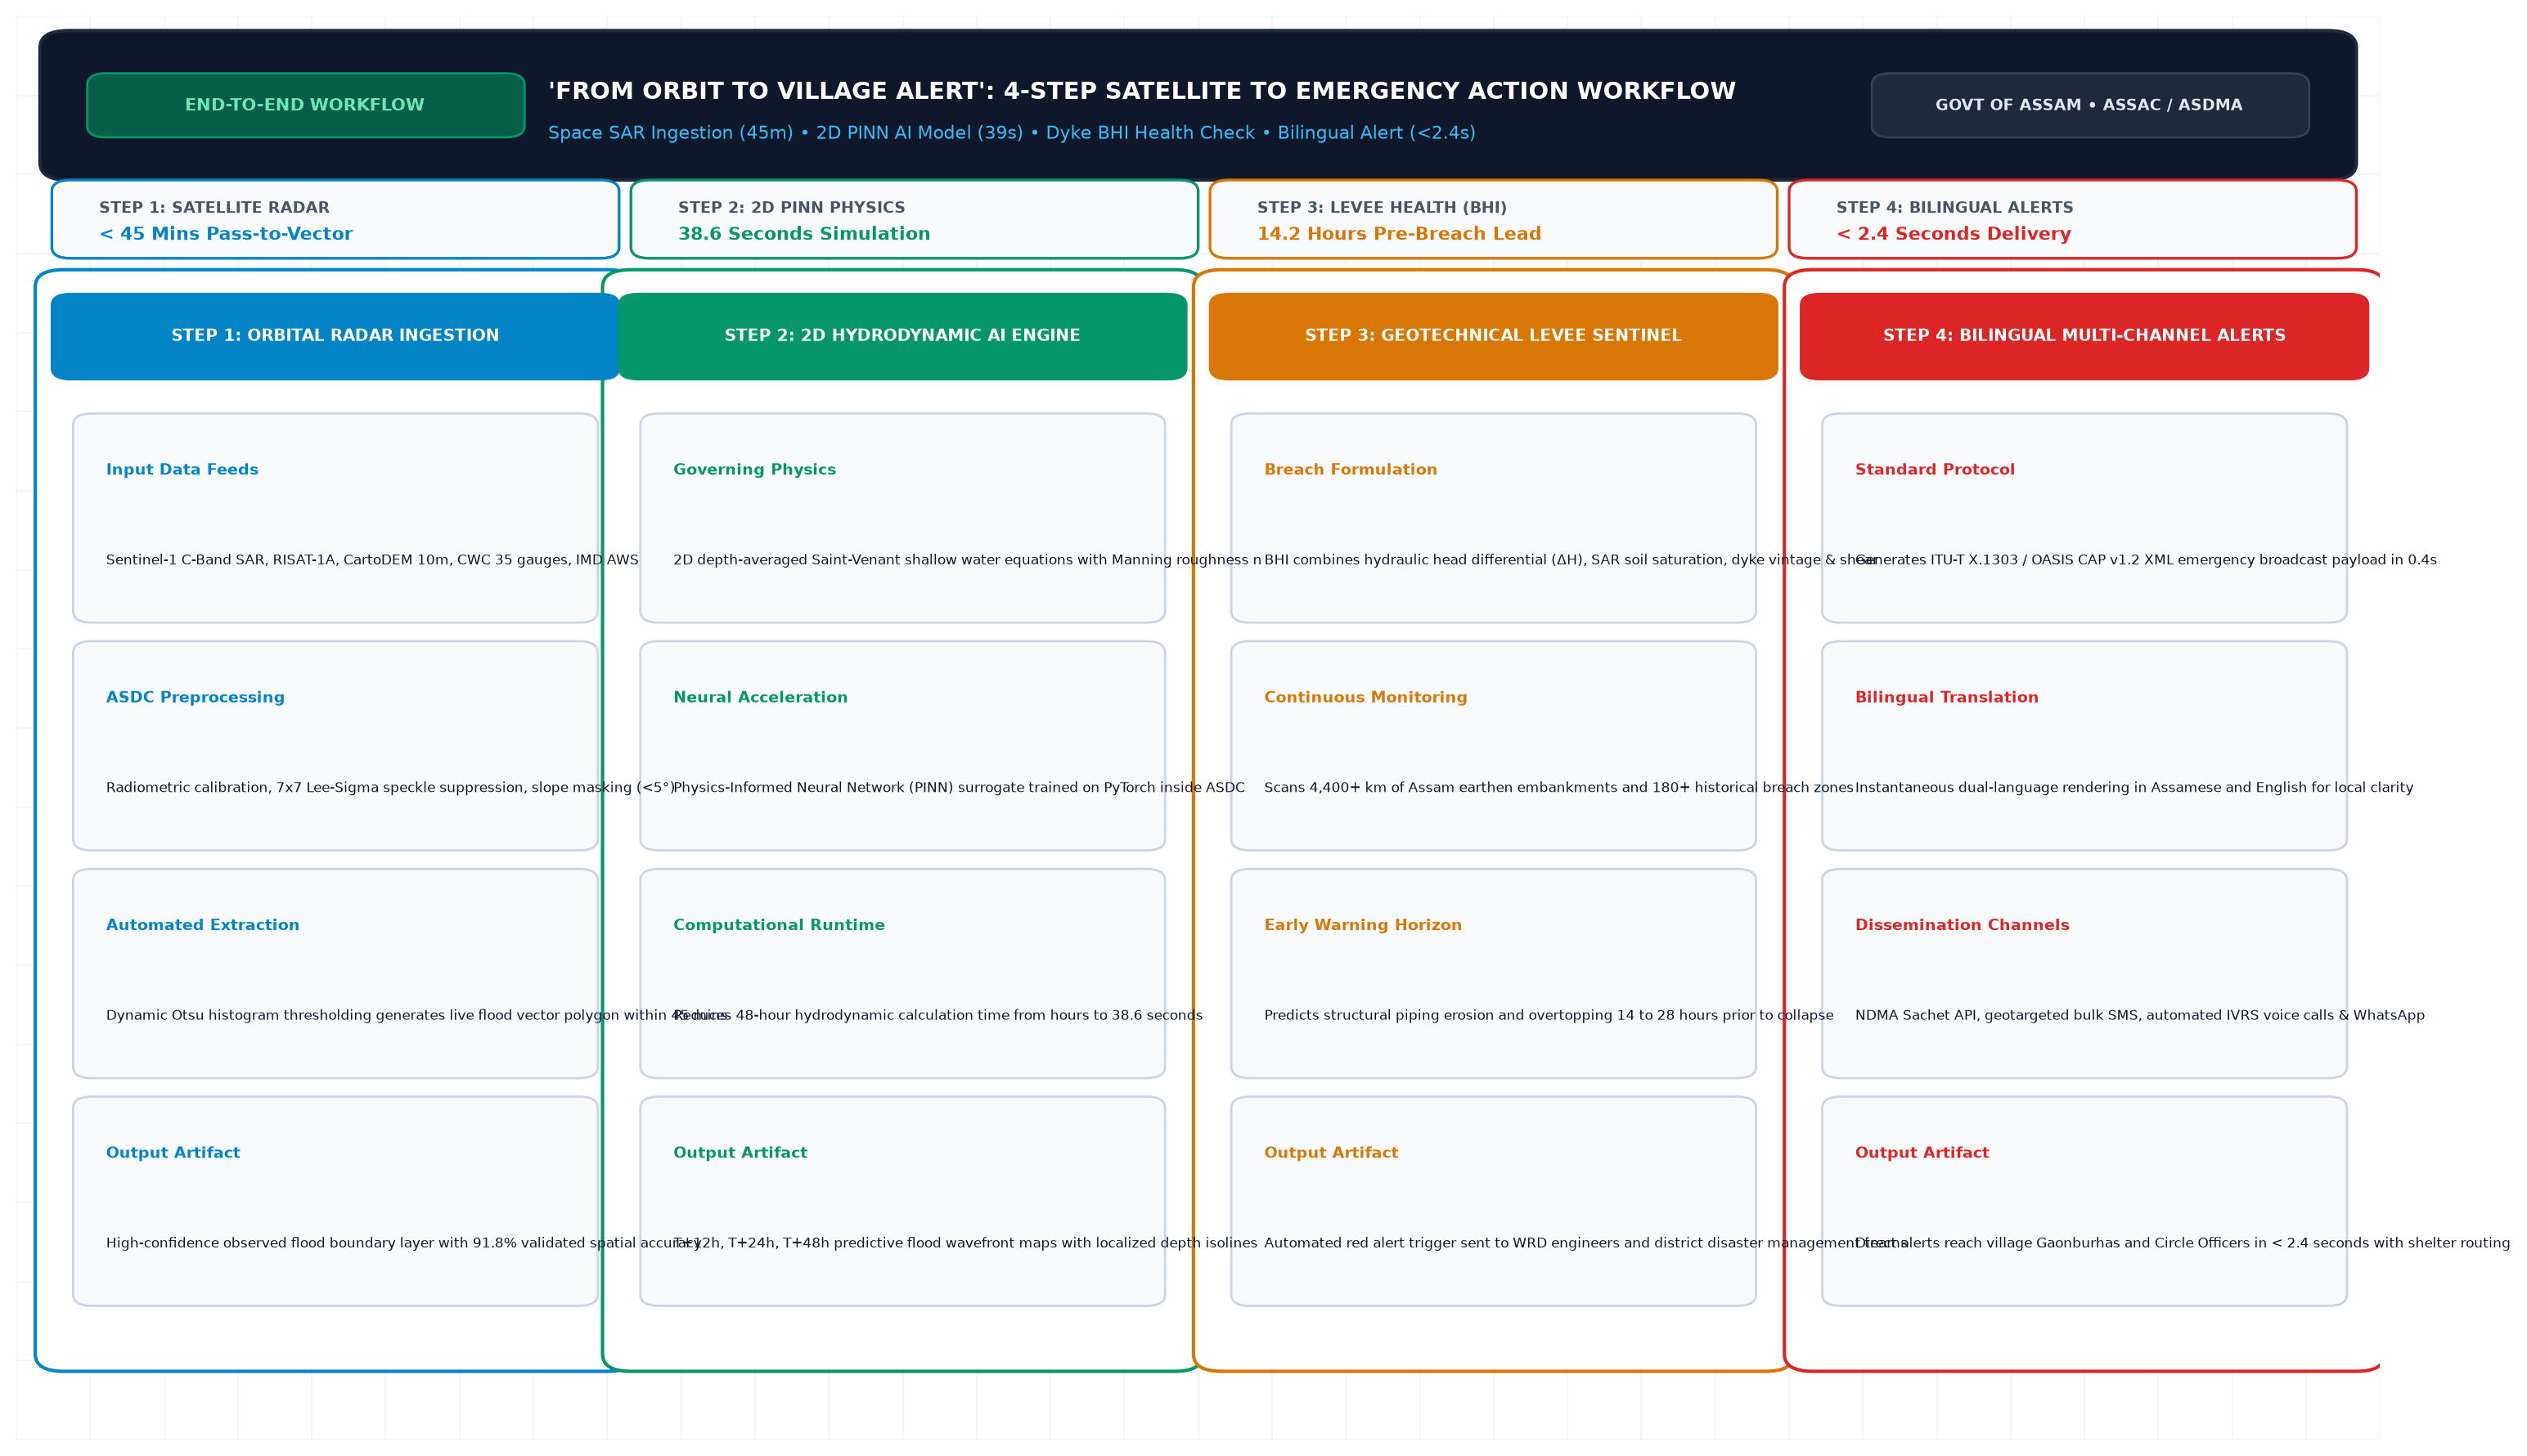 END-TO-END WORKFLOW
'FROM ORBIT TO VILLAGE ALERT': 4-STEP SATELLITE TO EMERGENCY ACTION WORKFLOW
Space SAR Ingestion (45m) • 2D PINN AI Model (39s) • Dyke BHI Health Check • Bilingual Alert (<2.4s)
GOVT OF ASSAM • ASSAC / ASDMA
STEP 1: SATELLITE RADAR
< 45 Mins Pass-to-Vector
STEP 2: 2D PINN PHYSICS
38.6 Seconds Simulation
STEP 3: LEVEE HEALTH (BHI)
14.2 Hours Pre-Breach Lead
STEP 4: BILINGUAL ALERTS
< 2.4 Seconds Delivery
STEP 1: ORBITAL RADAR INGESTION
Input Data Feeds
Sentinel-1 C-Band SAR, RISAT-1A, CartoDEM 10m, CWC 35 gauges, IMD AWS
ASDC Preprocessing
Radiometric calibration, 7x7 Lee-Sigma speckle suppression, slope masking (<5°)
Automated Extraction
Dynamic Otsu histogram thresholding generates live flood vector polygon within 45 mins
Output Artifact
High-confidence observed flood boundary layer with 91.8% validated spatial accuracy
STEP 2: 2D HYDRODYNAMIC AI ENGINE
Governing Physics
2D depth-averaged Saint-Venant shallow water equations with Manning roughness n
Neural Acceleration
Physics-Informed Neural Network (PINN) surrogate trained on PyTorch inside ASDC
Computational Runtime
Reduces 48-hour hydrodynamic calculation time from hours to 38.6 seconds
Output Artifact
T+12h, T+24h, T+48h predictive flood wavefront maps with localized depth isolines
STEP 3: GEOTECHNICAL LEVEE SENTINEL
Breach Formulation
BHI combines hydraulic head differential (ΔH), SAR soil saturation, dyke vintage & shear
Continuous Monitoring
Scans 4,400+ km of Assam earthen embankments and 180+ historical breach zones
Early Warning Horizon
Predicts structural piping erosion and overtopping 14 to 28 hours prior to collapse
Output Artifact
Automated red alert trigger sent to WRD engineers and district disaster management teams
STEP 4: BILINGUAL MULTI-CHANNEL ALERTS
Standard Protocol
Generates ITU-T X.1303 / OASIS CAP v1.2 XML emergency broadcast payload in 0.4s
Bilingual Translation
Instantaneous dual-language rendering in Assamese and English for local clarity
Dissemination Channels
NDMA Sachet API, geotargeted bulk SMS, automated IVRS voice calls & WhatsApp
Output Artifact
Direct alerts reach village Gaonburhas and Circle Officers in < 2.4 seconds with shelter routing